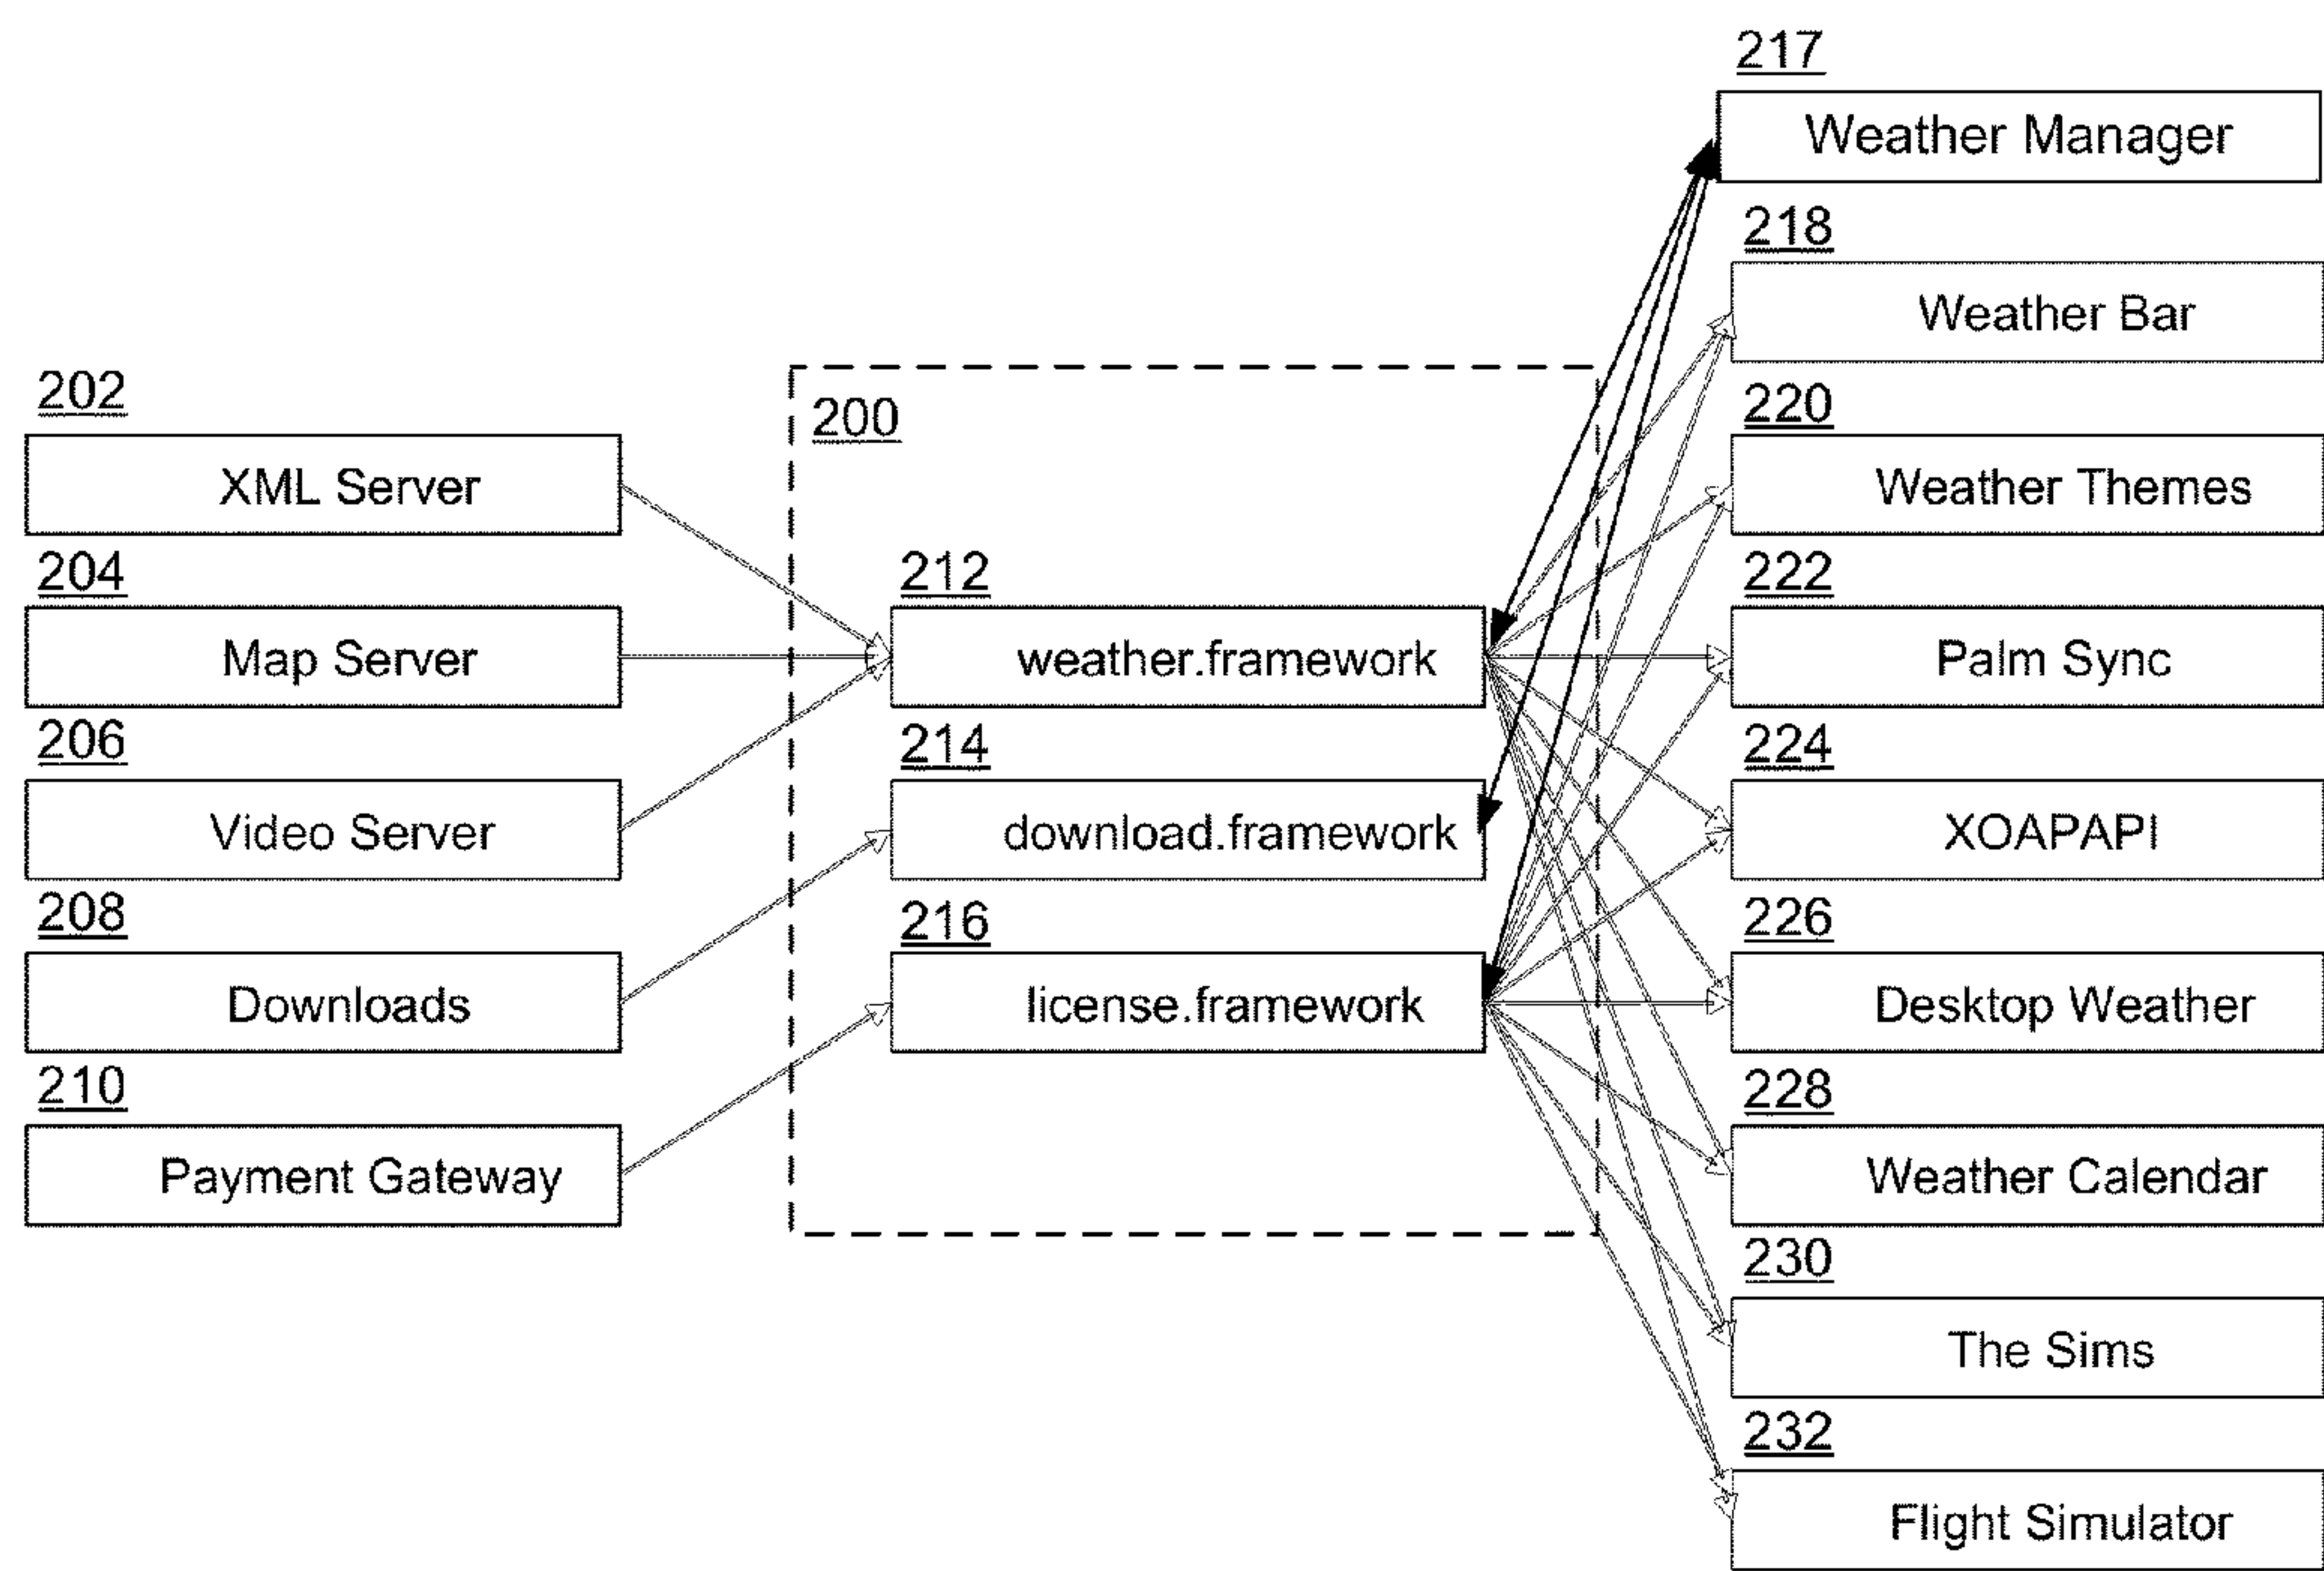 202
XML Server
204
Map Server
206
Video Server
208
Downloads
210
Payment Gateway
200
212
weather.framework
214
download.framework
216
license.framework
217
Weather Manager
218
Weather Bar
220
Weather Themes
222
Palm Sync
224
XOAPAPI
226
Desktop Weather
228
Weather Calendar
230
The Sims
232
Flight Simulator